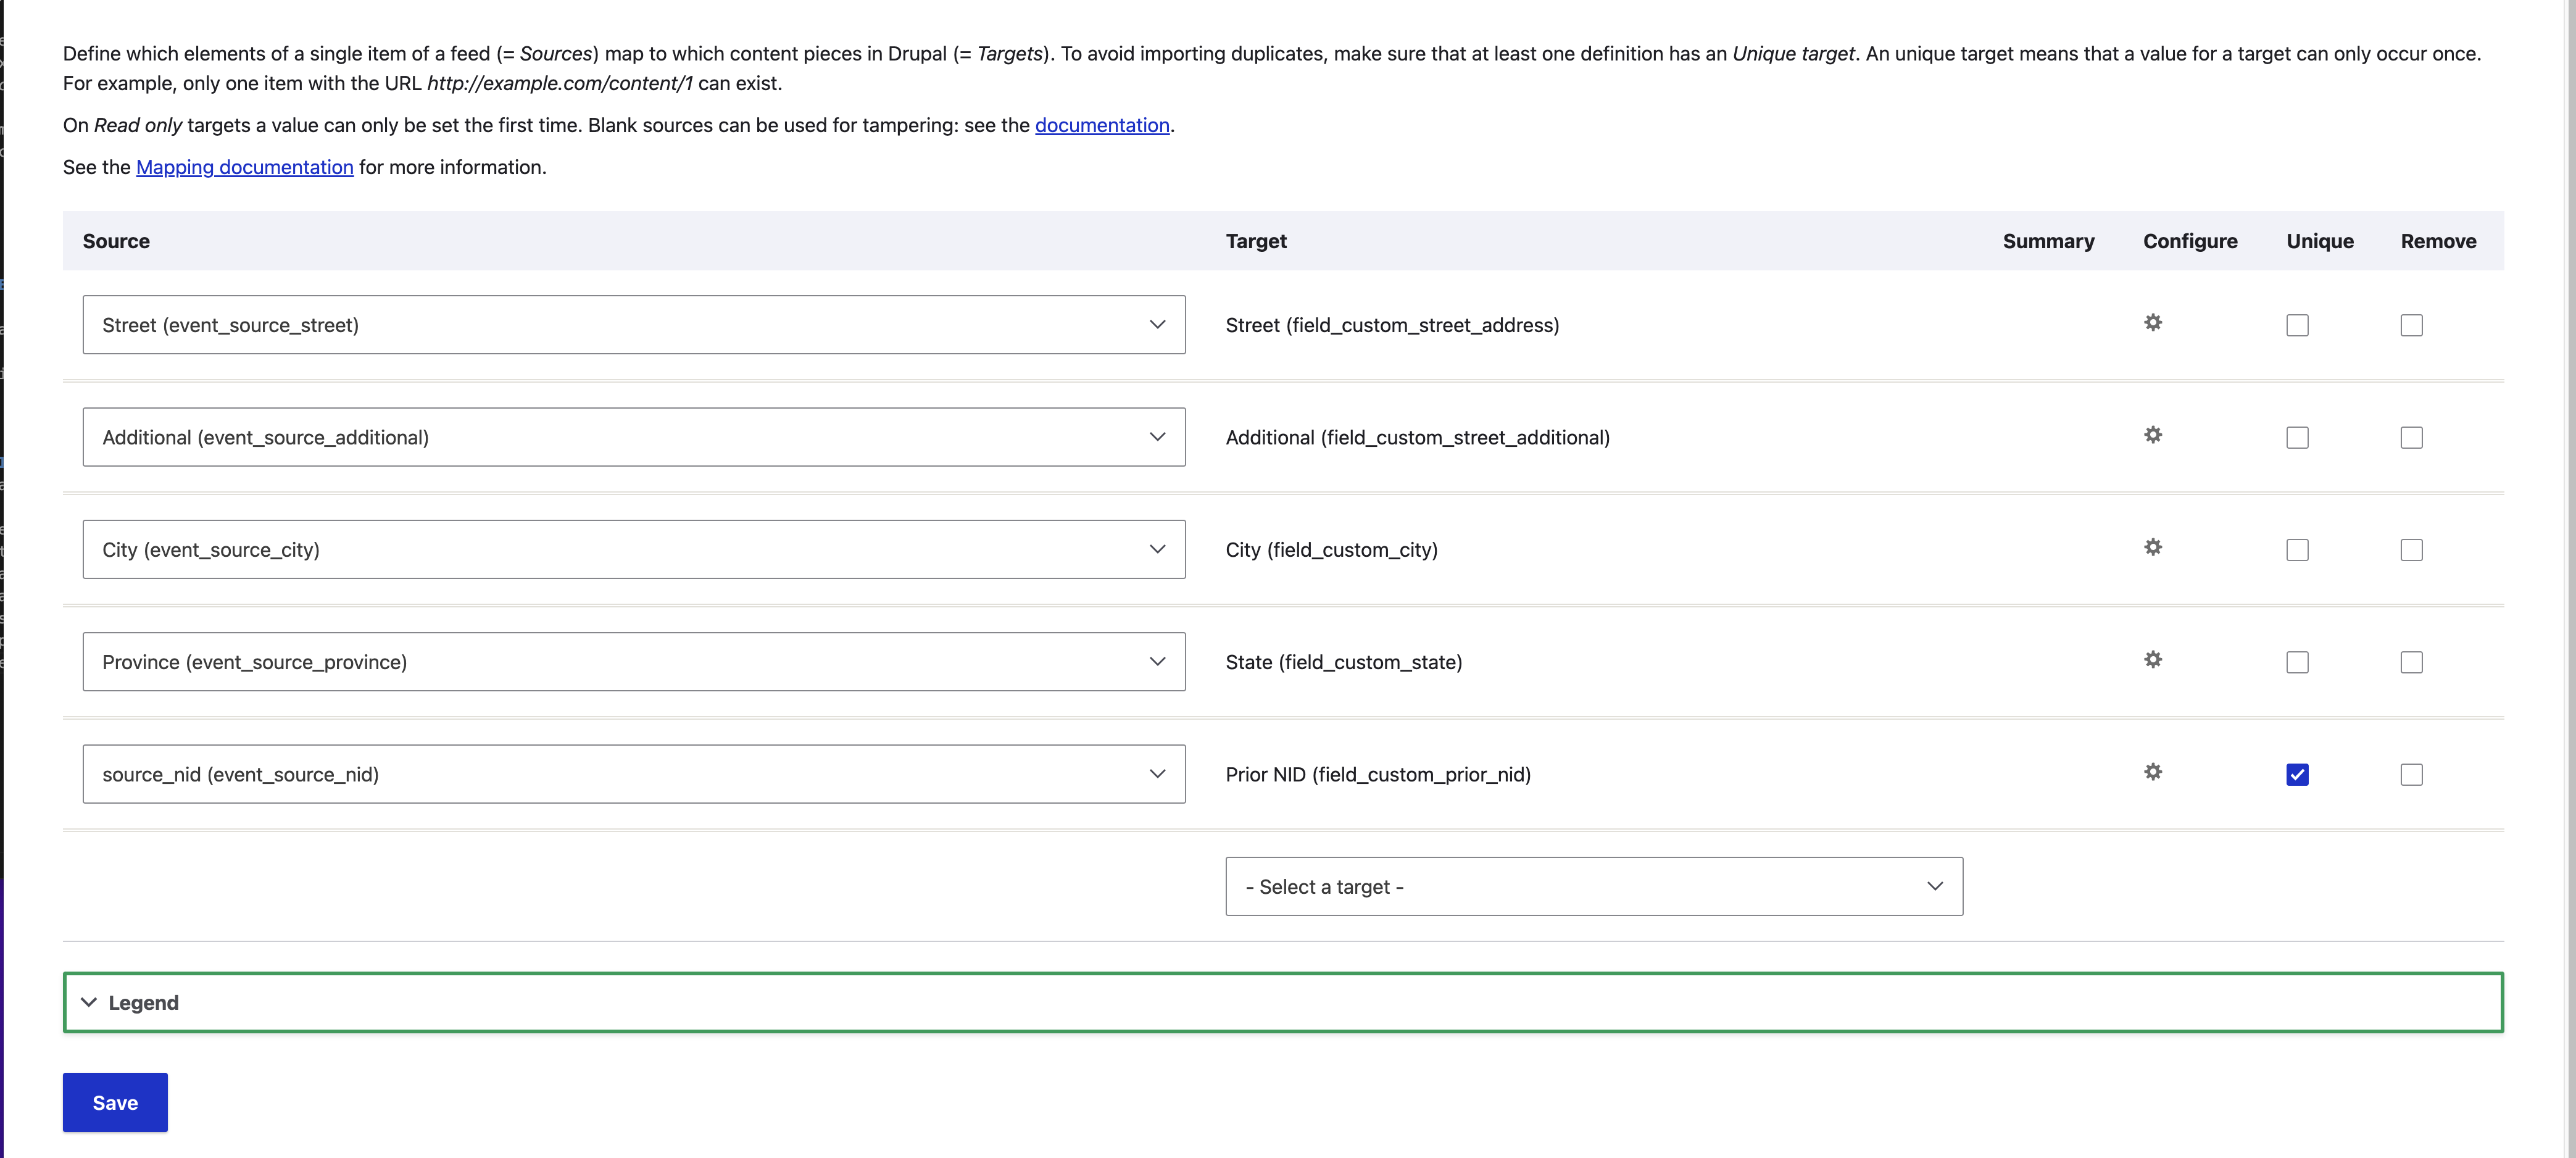 Define which elements of a single item of a feed (= Sources) map to which content pieces in Drupal (= Targets). To avoid importing duplicates, make sure that at least one definition has an Unique target. An unique target means that a value for a target can only occur once.
For example, only one item with the URL http://example.com/content/1 can exist.
On Read only targets a value can only be set the first time. Blank sources can be used for tampering: see the documentation.
See the Mapping documentation for more information.
Source Target Summary Configure Unique Remove
Street (event_source_street) Street (field_custom_street_address)
Additional (event_source_additional) Additional (field_custom_street_additional)
City (event_source_city) City (field_custom_city)
Province (event_source_province) State (field_custom_state)
source_nid (event_source_nid) Prior NID (field_custom_prior_nid)
- Select a target -
Legend
Save